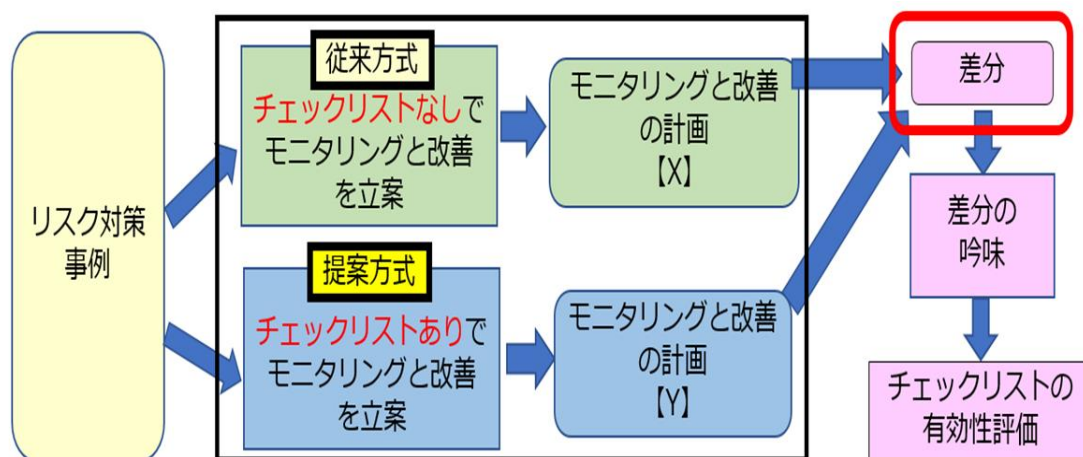 リスク対策
事例
従来方式
チェックリストなしで
モニタリングと改善
を立案
モニタリングと改善
の計画
【X】
提案方式
チェックリストありで
モニタリングと改善
を立案
モニタリングと改善
の計画
【Y】
差分
差分の
吟味
チェックリストの
有効性評価